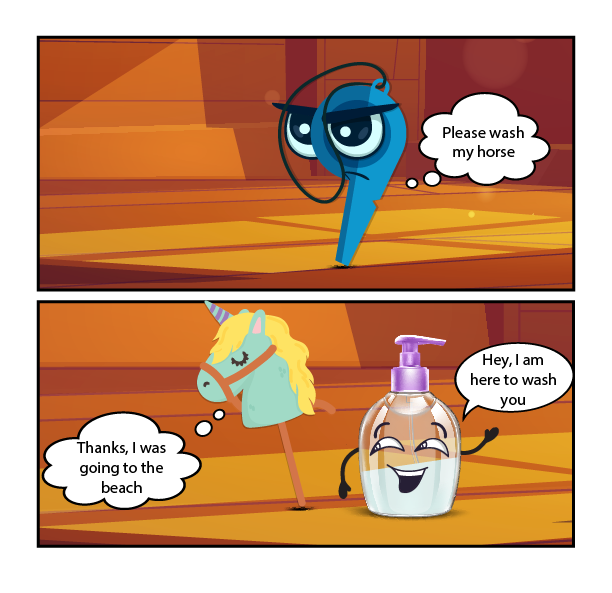 Please wash
my horse
Hey, I am
here to wash
you
Thanks, I was
going to the
beach